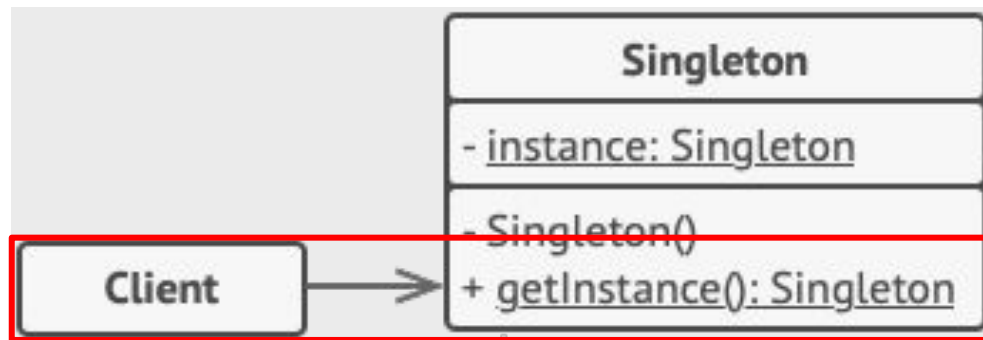 Singleton
- instance: Singleton
- Singleton()
Client
+ getInstance(): Singleton